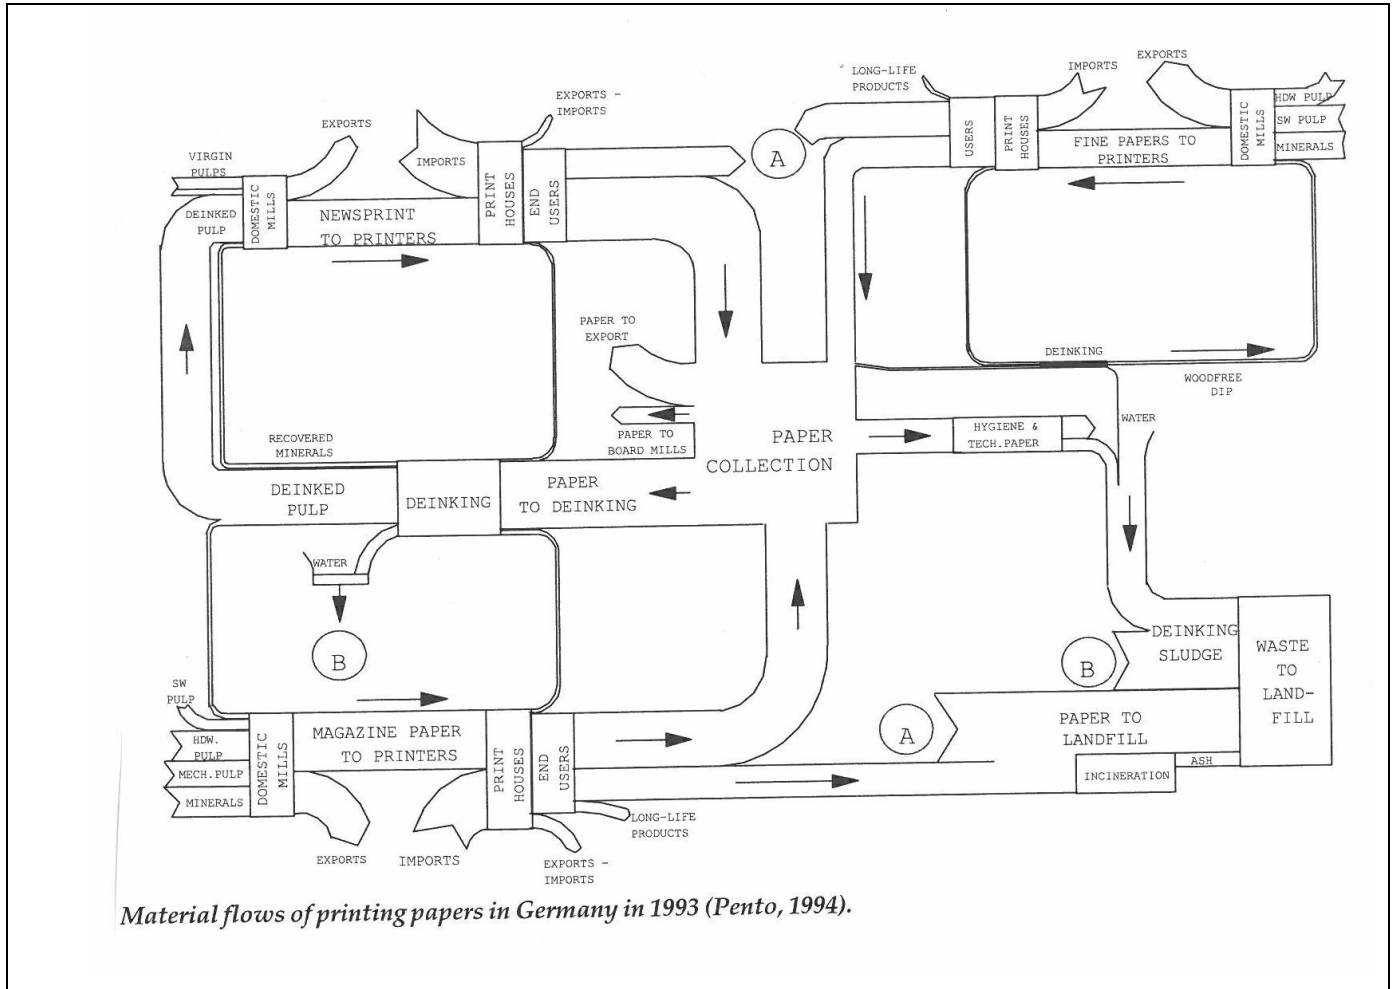 EXPORTS
LONG-LIFE
PRODUCTS
IMPORTS
EXPORTS -
IMPORTS
EXPORTS
HDW PULP
SW PULP
MINERALS
DOMESTIC
MILLS
FINE PAPERS TO
PRINTERS
PRINT
HOUSES
USERS
A
IMPORTS
PRINT
HOUSES
END
USERS
VIRGIN
PULPS
DEINKED
PULP
DOMESTIC
MILLS
NEWSPRINT
TO PRINTERS
PAPER TO
EXPORT
DEINKING
WOODFREE
DIP
WATER
HYGIENE &
TECH.PAPER
PAPER
COLLECTION
PAPER TO
BOARD MILLS
RECOVERED
MINERALS
DEINKED
PULP
DEINKING
PAPER
TO DEINKING
WATER
B
DEINKING
SLUDGE
B
WASTE
TO
LAND-
FILL
SW
PULP
HDW.
PULP
MECH.PULP
MINERALS
DOMESTIC
MILLS
MAGAZINE PAPER
TO PRINTERS
PRINT
HOUSES
END
USERS
A
PAPER TO
LANDFILL
ASH
INCINERATION
LONG-LIFE
PRODUCTS
EXPORTS
IMPORTS
EXPORTS -
IMPORTS
Material flows of printing papers in Germany in 1993 (Pento, 1994).